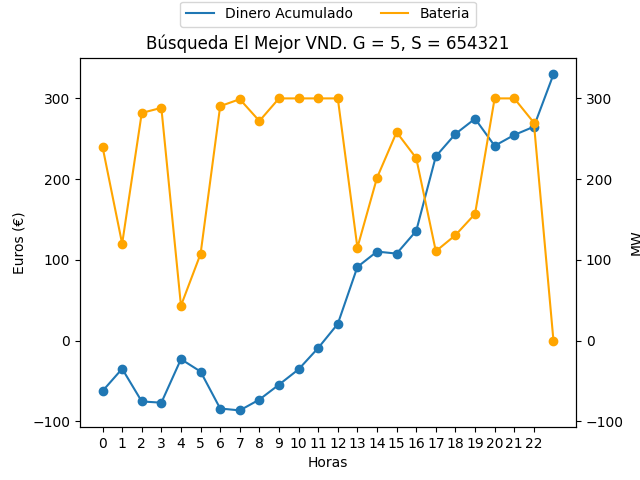 Dinero Acumulado
Bateria
Búsqueda El Mejor VND. G = 5, S = 654321
300
200
100
0
−100
Euros (€)
300
200
100
0
−100
MW
0 1 2 3 4 5 6 7 8 9 10 11 12 13 14 15 16 17 18 19 20 21 22
Horas